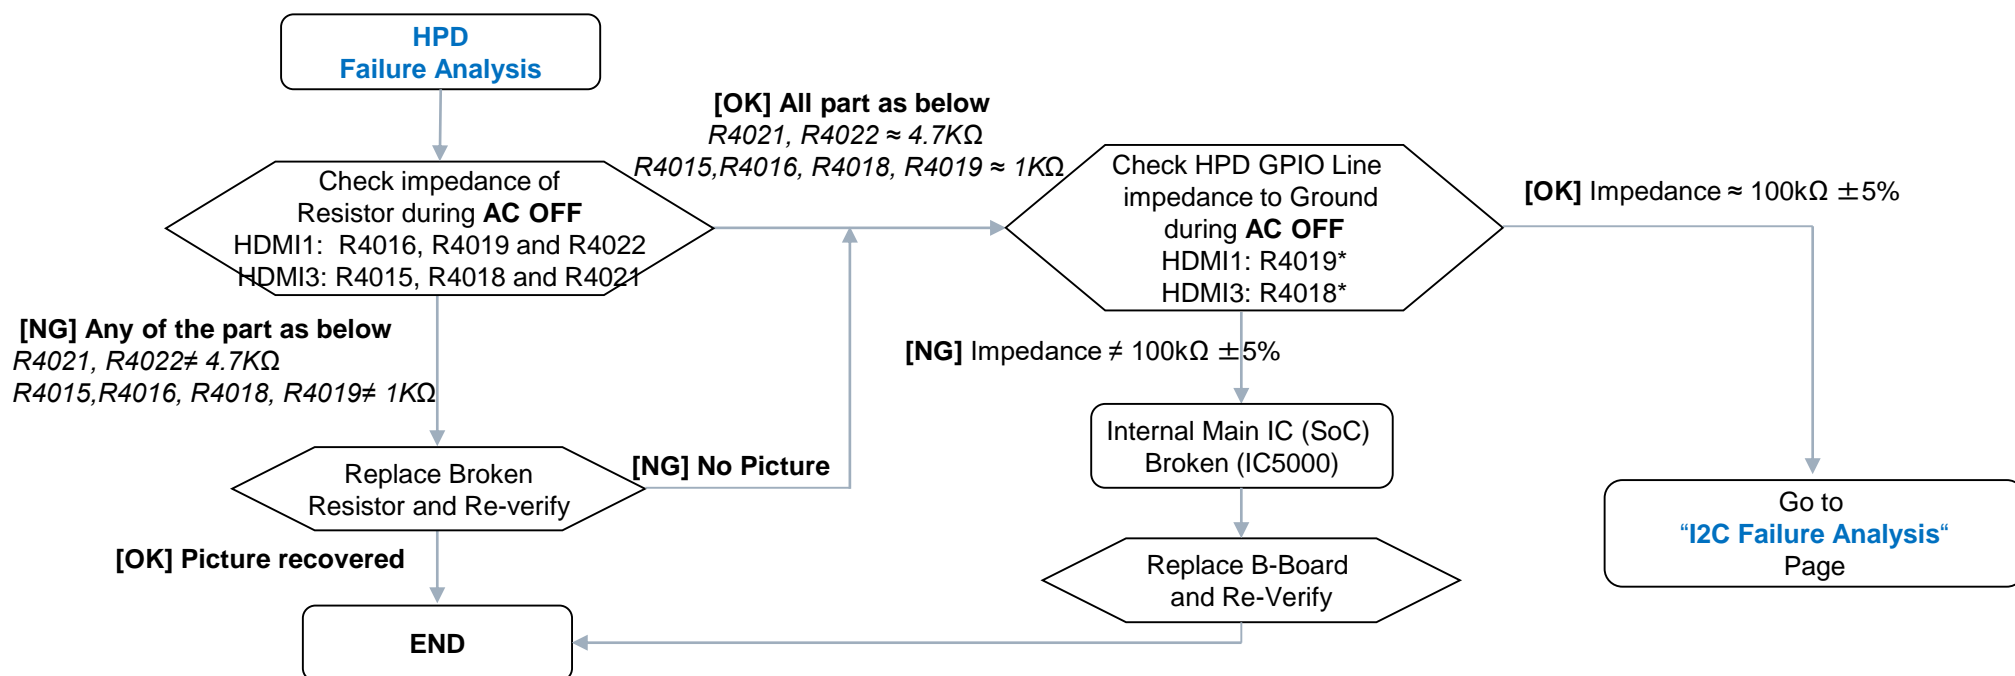 HPD
Failure Analysis
[OK] All part as below
R4021, R4022 ≈ 4.7KΩ
R4015,R4016, R4018, R4019 ≈ 1KΩ
Check impedance of
Resistor during AC OFF
HDMI1: R4016, R4019 and R4022
HDMI3: R4015, R4018 and R4021
Check HPD GPIO Line
impedance to Ground
during AC OFF
HDMI1: R4019*
HDMI3: R4018*
[OK] Impedance ≈ 100kΩ ±5%
[NG] Any of the part as below
R4021, R4022≠ 4.7KΩ
R4015,R4016, R4018, R4019≠ 1KΩ
[NG] Impedance ≠ 100kΩ ±5%
Replace Broken
Resistor and Re-verify
[NG] No Picture
Internal Main IC (SoC)
Broken (IC5000)
Go to
“I2C Failure Analysis“
Page
[OK] Picture recovered
Replace B-Board
and Re-Verify
END